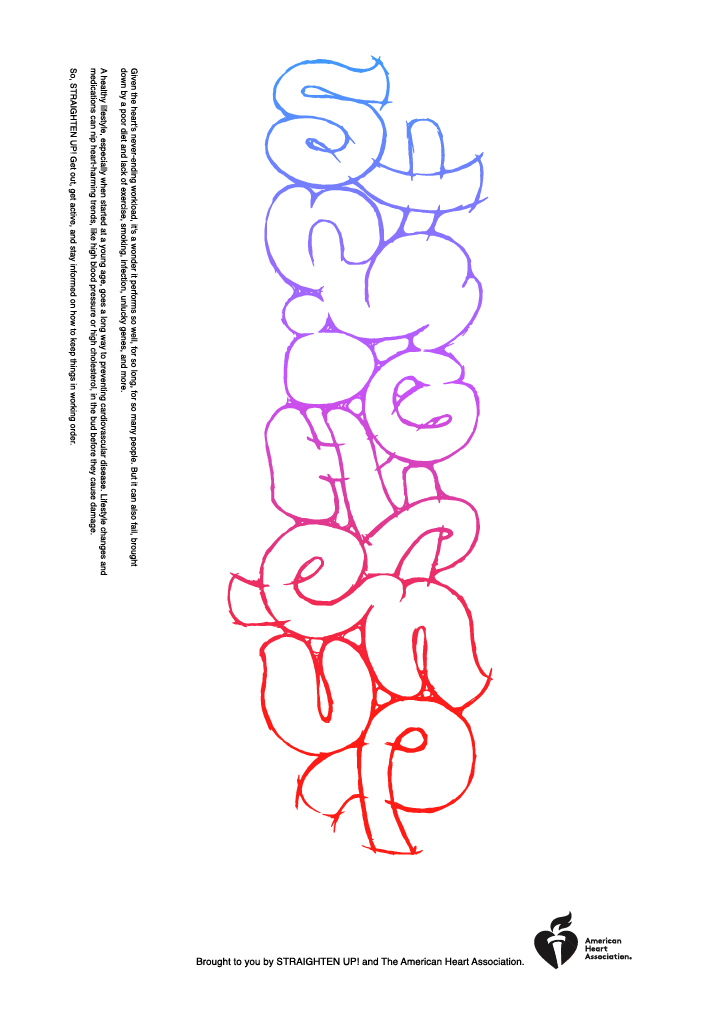 STRaiGHTen uP
Given the heart's never-ending workload, it's a wonder it performs so well, for so long, for so many people. But it can also fail, brought
down by a poor diet and lack of exercise, smoking, infection, unlucky genes, and more.
A healthy lifestyle, especially when started at a young age, goes a long way to preventing cardiovascular disease. Lifestyle changes and
medications can nip heart-harming trends, like high blood pressure or high cholesterol, in the bud before they cause damage.
So, STRAIGHTEN UP! Get out, get active, and stay informed on how to keep things in working order.
Brought to you by STRAIGHTEN UP! and The American Heart Association.
American
Heart
Association®